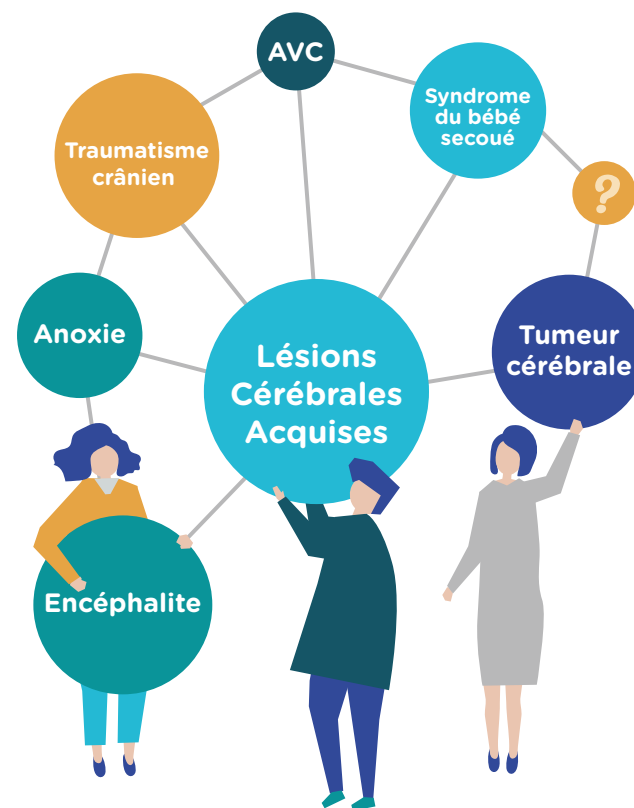 AVC
Syndrome
du bébé
secoué
Traumatisme
crânien
?
Anoxie
Tumeur
cérébrale
Lésions
Cérébrales
Acquises
Encéphalite